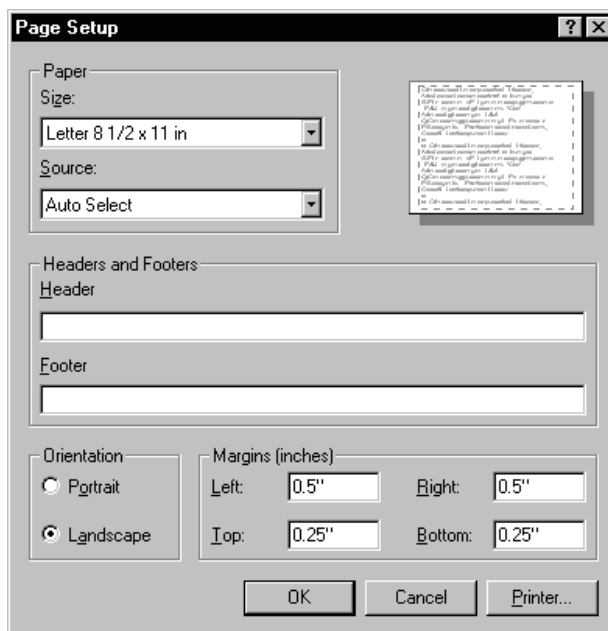 Page Setup
Paper
Size:
Letter 8 1/2 x 11 in
Source:
Auto Select
Headers and Footers
Header
Footer
Orientation
Portrait
Landscape
Margins (inches)
Left: 0.5" Right: 0.5"
Top: 0.25" Bottom: 0.25"
OK Cancel Printer...